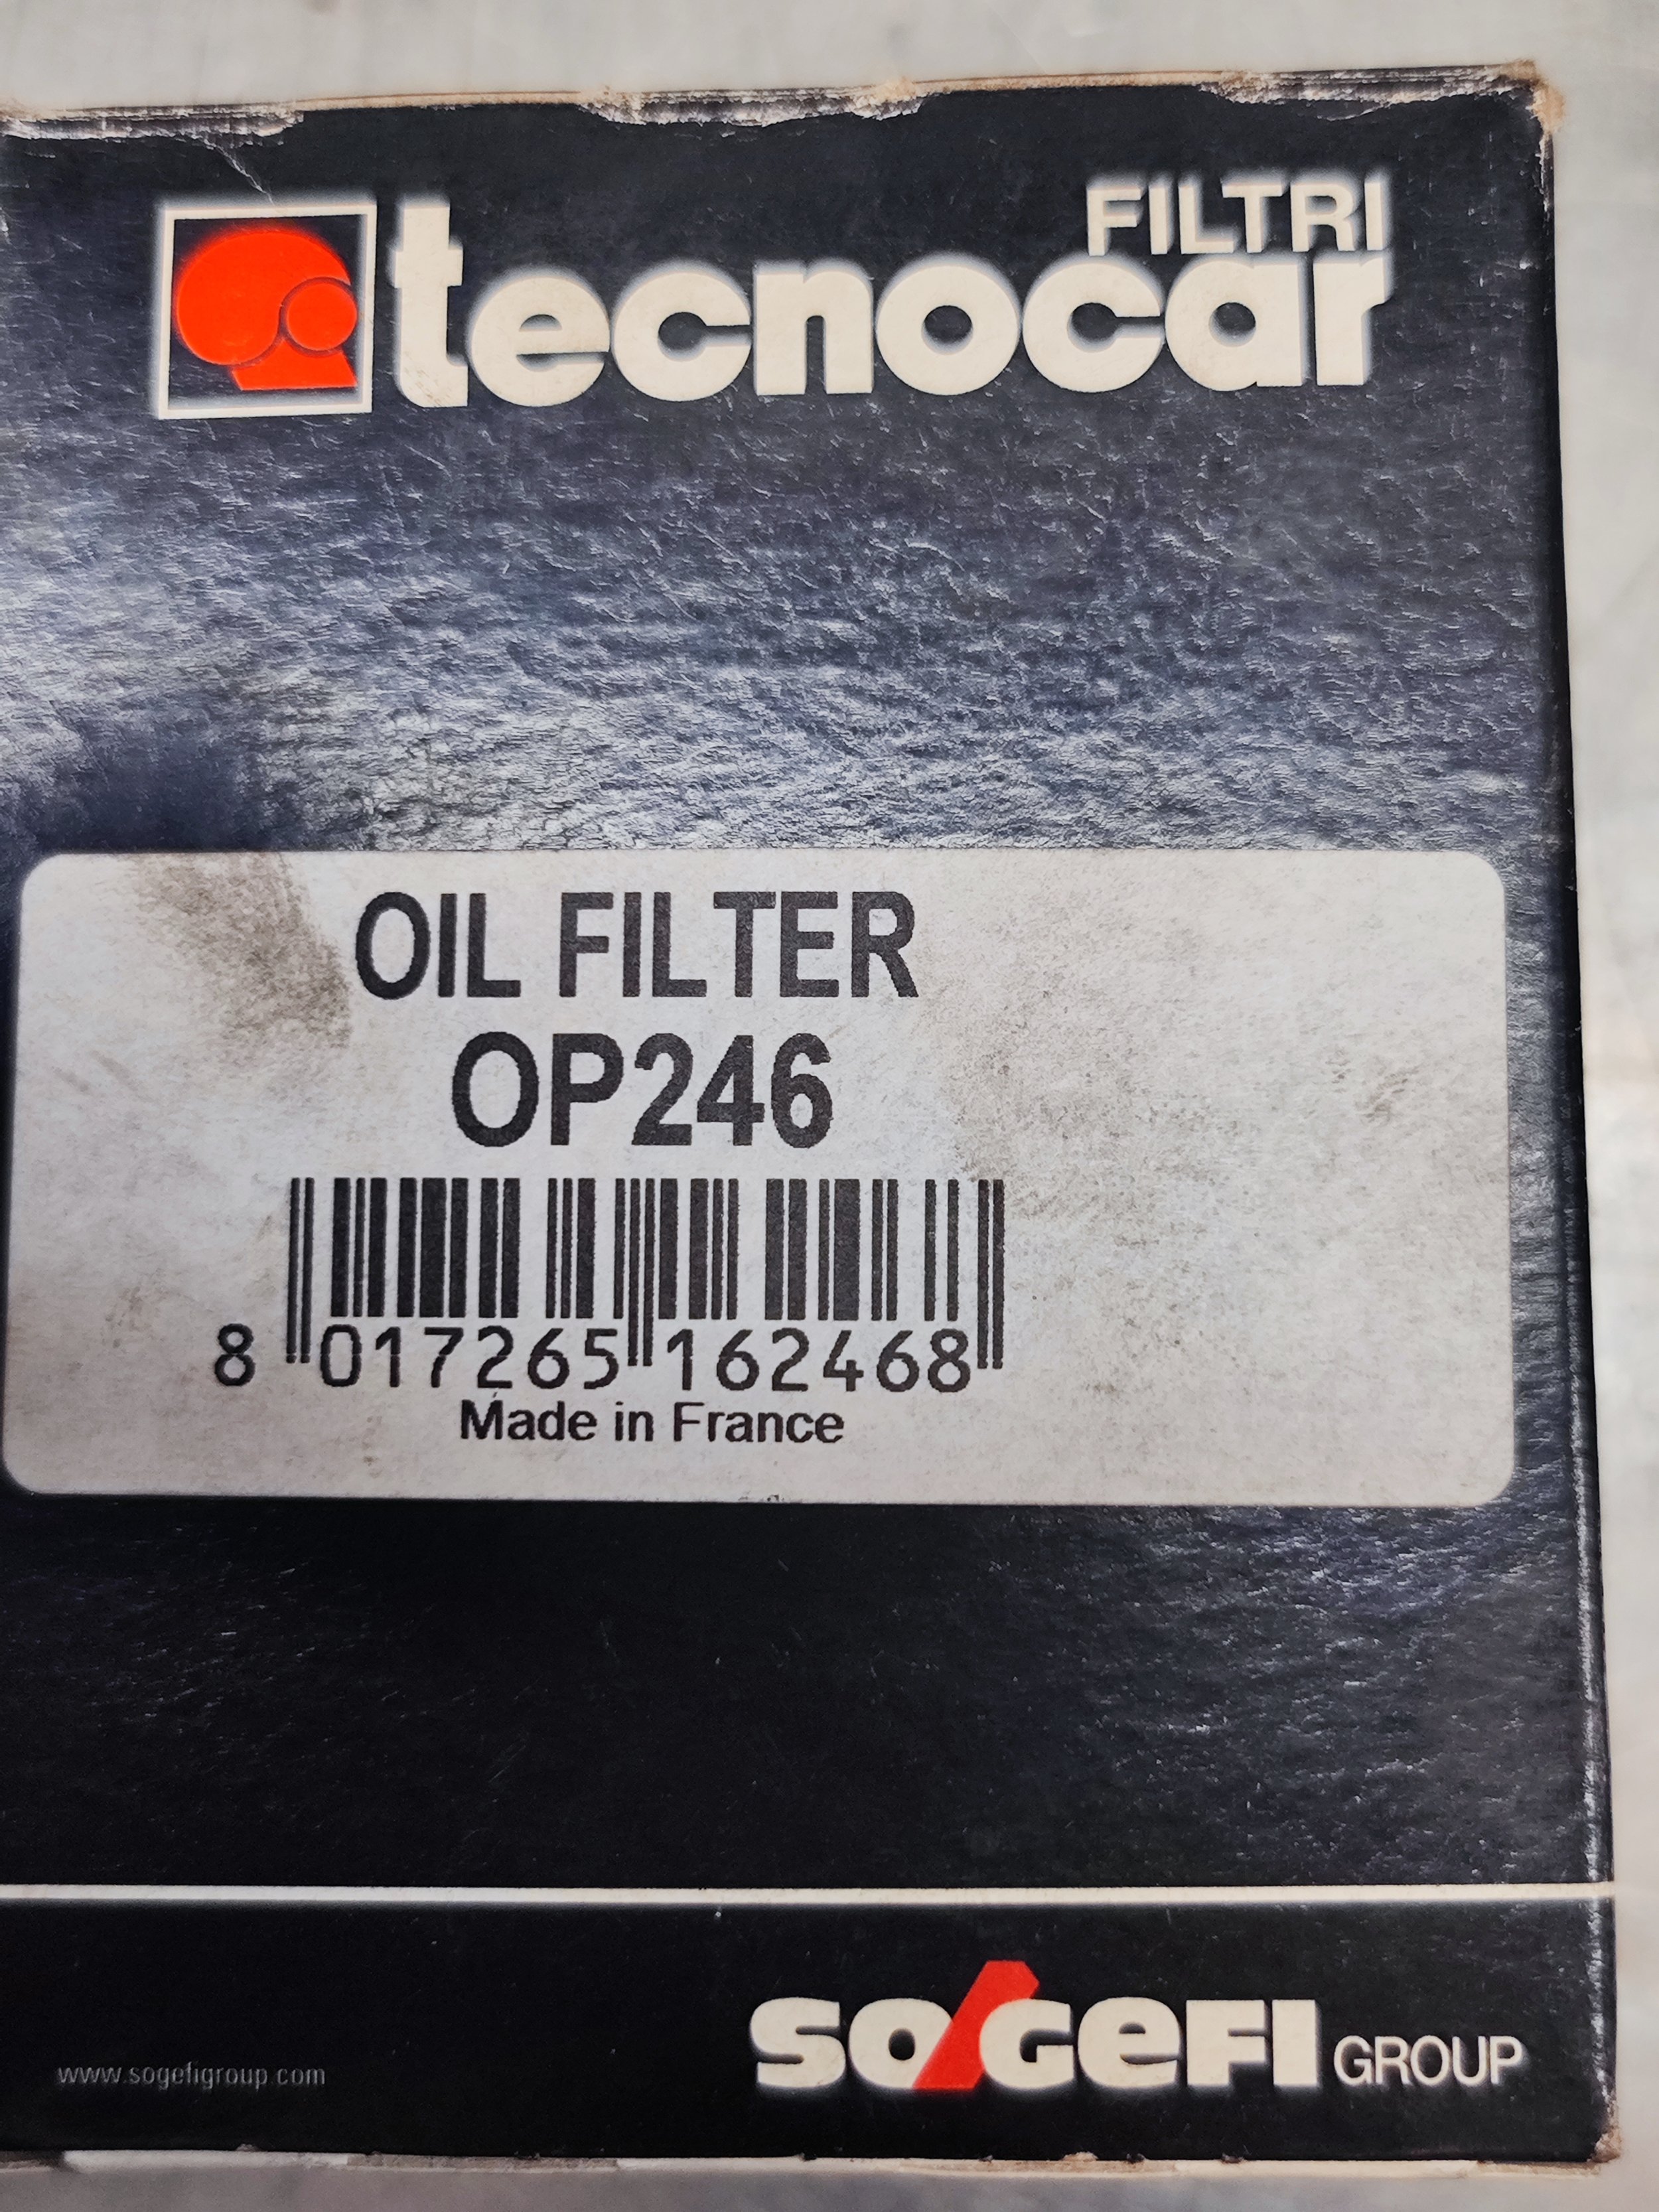 FILTRI
tecnocar
OIL FILTER
OP246
8 017265 162468
Made in France
SOGEFI GROUP
www.sogefigroup.com